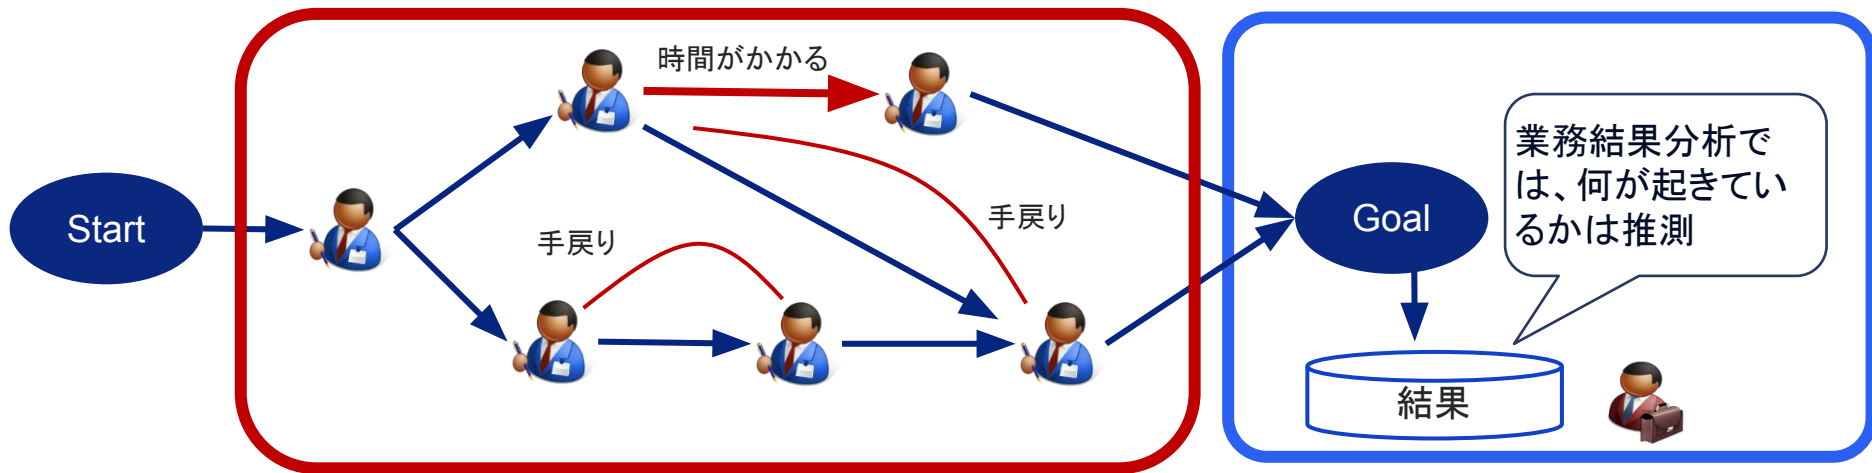 時間がかかる
業務結果分析で
は、何が起きてい
るかは推測
Start
手戻り
手戻り
Goal
結果